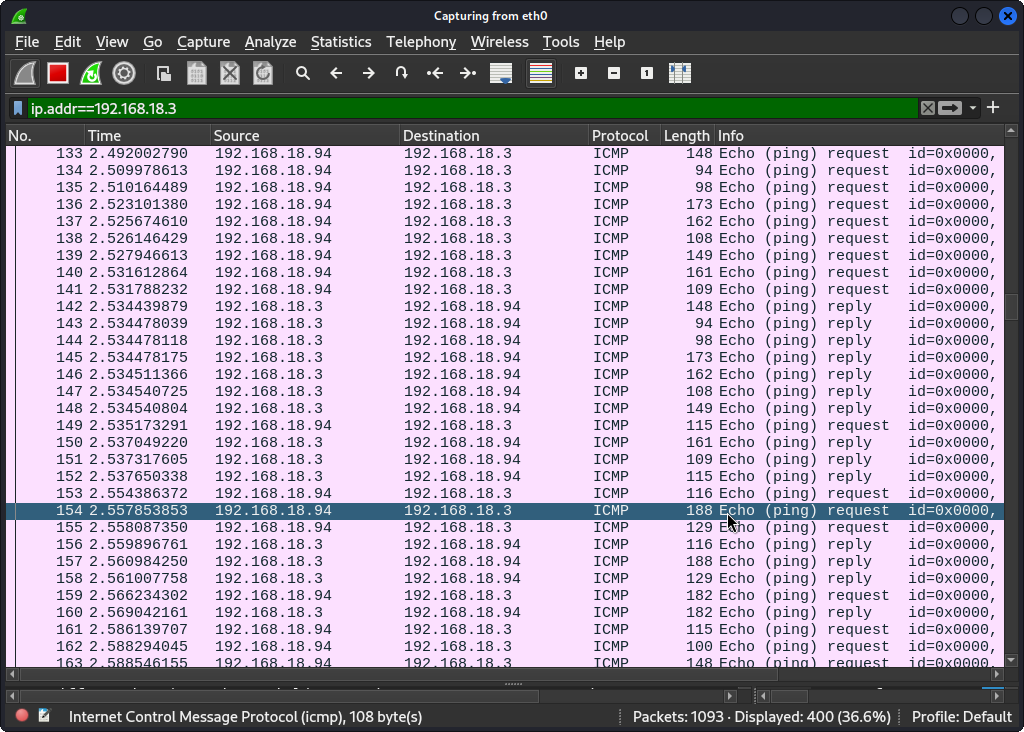 Capturing from eth0
File Edit View Go Capture Analyze Statistics Telephony Wireless Tools Help
ip.addr==192.168.18.3
No. Time Source Destination Protocol Length Info
133 2.492002790 192.168.18.94 192.168.18.3 ICMP 148 Echo (ping) request id=0x0000,
134 2.509978613 192.168.18.94 192.168.18.3 ICMP 94 Echo (ping) request id=0x0000,
135 2.510164489 192.168.18.94 192.168.18.3 ICMP 98 Echo (ping) request id=0x0000,
136 2.523101380 192.168.18.94 192.168.18.3 ICMP 173 Echo (ping) request id=0x0000,
137 2.525674610 192.168.18.94 192.168.18.3 ICMP 162 Echo (ping) request id=0x0000,
138 2.526146429 192.168.18.94 192.168.18.3 ICMP 108 Echo (ping) request id=0x0000,
139 2.527946613 192.168.18.94 192.168.18.3 ICMP 149 Echo (ping) request id=0x0000,
140 2.531612864 192.168.18.94 192.168.18.3 ICMP 161 Echo (ping) request id=0x0000,
141 2.531788232 192.168.18.94 192.168.18.3 ICMP 109 Echo (ping) request id=0x0000,
142 2.534439879 192.168.18.3 192.168.18.94 ICMP 148 Echo (ping) reply id=0x0000,
143 2.534478039 192.168.18.3 192.168.18.94 ICMP 94 Echo (ping) reply id=0x0000,
144 2.534478118 192.168.18.3 192.168.18.94 ICMP 98 Echo (ping) reply id=0x0000,
145 2.534478175 192.168.18.3 192.168.18.94 ICMP 173 Echo (ping) reply id=0x0000,
146 2.534511366 192.168.18.3 192.168.18.94 ICMP 162 Echo (ping) reply id=0x0000,
147 2.534540725 192.168.18.3 192.168.18.94 ICMP 108 Echo (ping) reply id=0x0000,
148 2.534540804 192.168.18.3 192.168.18.94 ICMP 149 Echo (ping) reply id=0x0000,
149 2.535173291 192.168.18.94 192.168.18.3 ICMP 115 Echo (ping) request id=0x0000,
150 2.537049220 192.168.18.3 192.168.18.94 ICMP 161 Echo (ping) reply id=0x0000,
151 2.537317605 192.168.18.3 192.168.18.94 ICMP 109 Echo (ping) reply id=0x0000,
152 2.537650338 192.168.18.3 192.168.18.94 ICMP 115 Echo (ping) reply id=0x0000,
153 2.554386372 192.168.18.94 192.168.18.3 ICMP 116 Echo (ping) request id=0x0000,
154 2.557853853 192.168.18.94 192.168.18.3 ICMP 188 Echo (ping) request id=0x0000,
155 2.558087350 192.168.18.94 192.168.18.3 ICMP 129 Echo (ping) request id=0x0000,
156 2.559896761 192.168.18.3 192.168.18.94 ICMP 116 Echo (ping) reply id=0x0000,
157 2.560984250 192.168.18.3 192.168.18.94 ICMP 188 Echo (ping) reply id=0x0000,
158 2.561007758 192.168.18.3 192.168.18.94 ICMP 129 Echo (ping) reply id=0x0000,
159 2.566234302 192.168.18.94 192.168.18.3 ICMP 182 Echo (ping) request id=0x0000,
160 2.569042161 192.168.18.3 192.168.18.94 ICMP 182 Echo (ping) reply id=0x0000,
161 2.586139707 192.168.18.94 192.168.18.3 ICMP 115 Echo (ping) request id=0x0000,
162 2.588294045 192.168.18.94 192.168.18.3 ICMP 100 Echo (ping) request id=0x0000,
163 2.588546155 192.168.18.94 192.168.18.3 ICMP 148 Echo (ping) request id=0x0000,
Internet Control Message Protocol (icmp), 108 byte(s) Packets: 1093 · Displayed: 400 (36.6%) Profile: Default